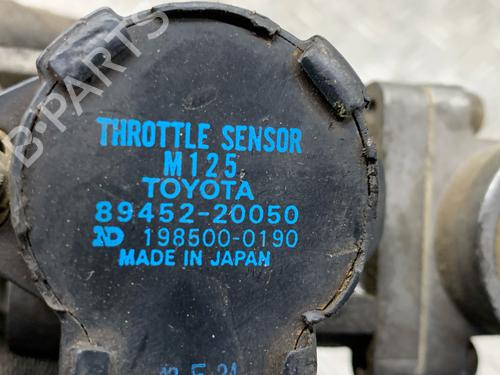 B-PARTS
THROTTLE SENSOR
M125
TOYOTA
89452-20050
ND 198500-0190
MADE IN JAPAN